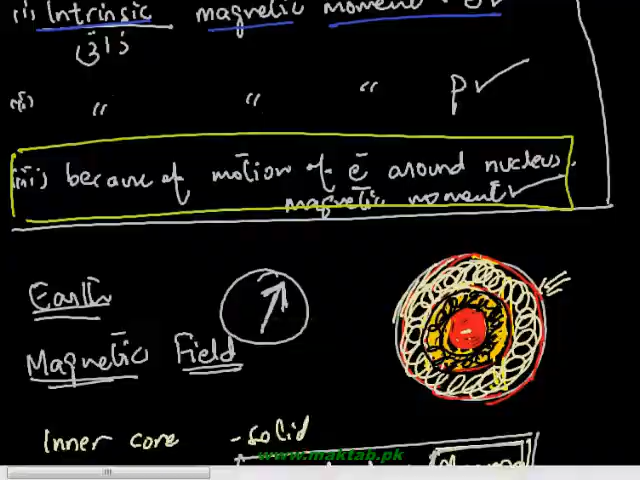 (i) Intrinsic magnetic moment
(ii) " " " p ✓
(iii) because of motion of ē around nucleus.
magnetic moment ✓
Earth
Magnetic Field
Inner core - solid
www.maktab.pk